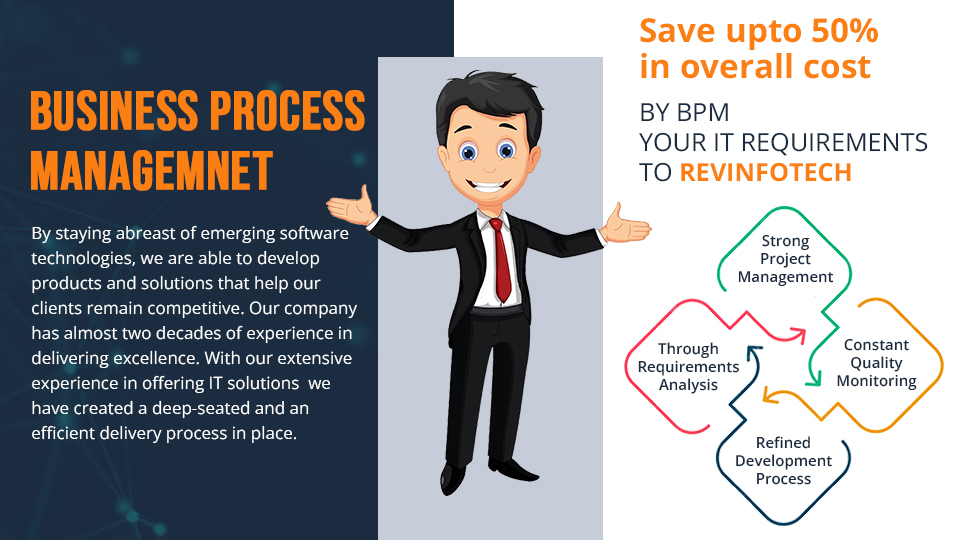 BUSINESS PROCESS
MANAGEMNET
By staying abreast of emerging software
technologies, we are able to develop
products and solutions that help our
clients remain competitive. Our company
has almost two decades of experience in
delivering excellence. With our extensive
experience in offering IT solutions we
have created a deep-seated and an
efficient delivery process in place.
Save upto 50%
in overall cost
BY BPM
YOUR IT REQUIREMENTS
TO REVINFOTECH
Strong
Project
Management
Through
Requirements
Analysis
Constant
Quality
Monitoring
Refined
Development
Process